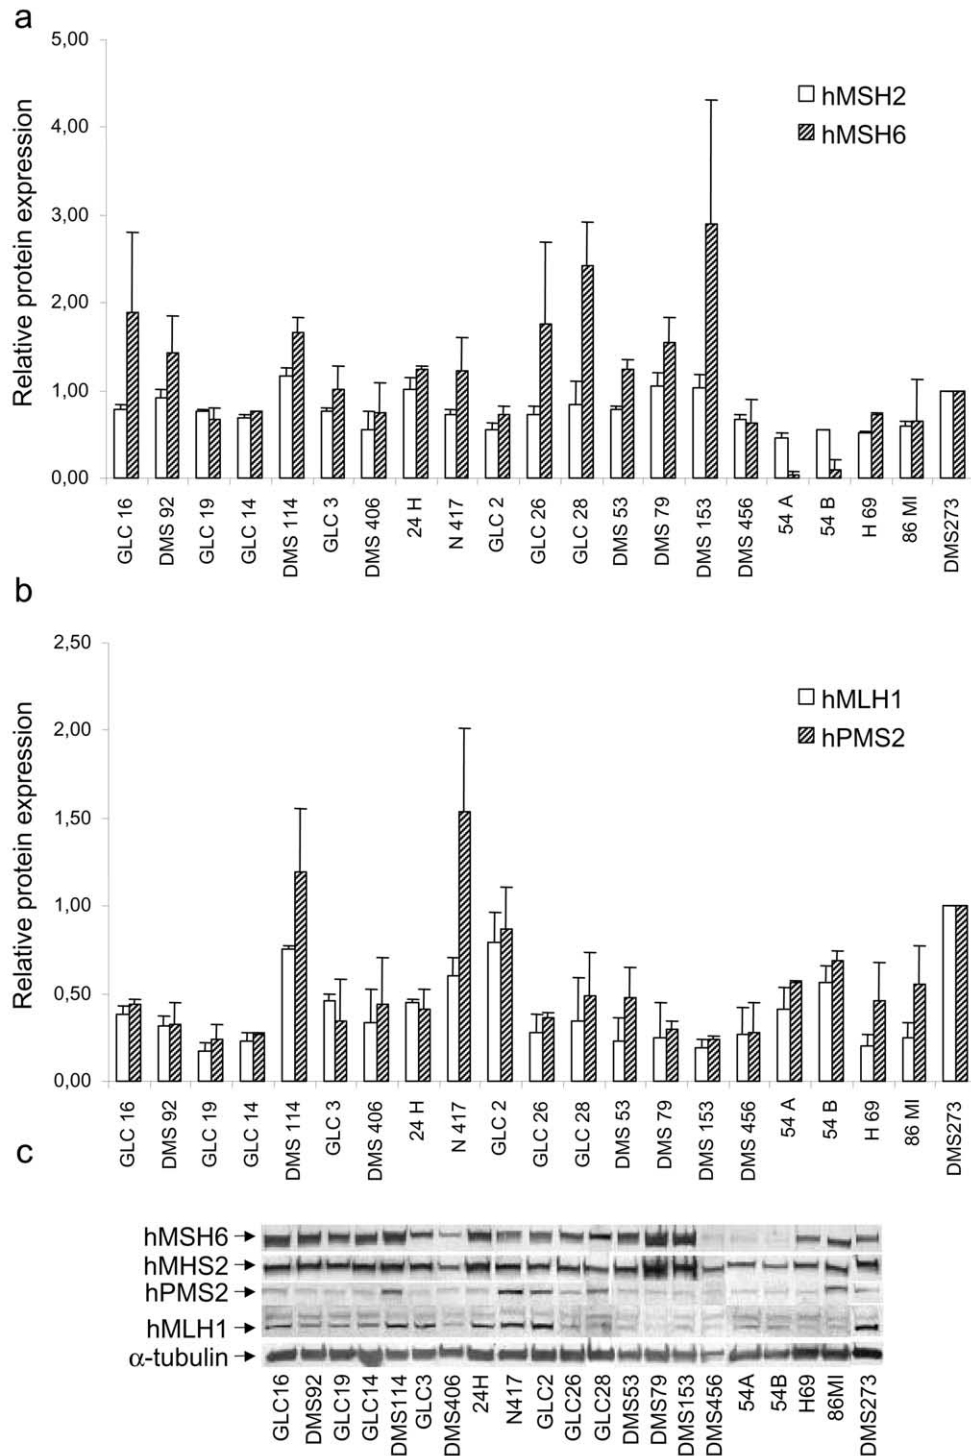 a
Relative protein expression
5,00
4,00
3,00
2,00
1,00
0,00
hMSH2
hMSH6
GLC 16
DMS 92
GLC 19
GLC 14
DMS 114
GLC 3
DMS 406
24 H
N 417
GLC 2
GLC 26
GLC 28
DMS 53
DMS 79
DMS 153
DMS 456
54 A
54 B
H 69
86 MI
DMS273
b
Relative protein expression
2,50
2,00
1,50
1,00
0,50
0,00
hMLH1
hPMS2
GLC 16
DMS 92
GLC 19
GLC 14
DMS 114
GLC 3
DMS 406
24 H
N 417
GLC 2
GLC 26
GLC 28
DMS 53
DMS 79
DMS 153
DMS 456
54 A
54 B
H 69
86 MI
DMS273
c
hMSH6
hMHS2
hPMS2
hMLH1
α-tubulin
GLC16
DMS92
GLC19
GLC14
DMS114
GLC3
DMS406
24H
N417
GLC2
GLC26
GLC28
DMS53
DMS79
DMS153
DMS456
54A
54B
H69
86MI
DMS273